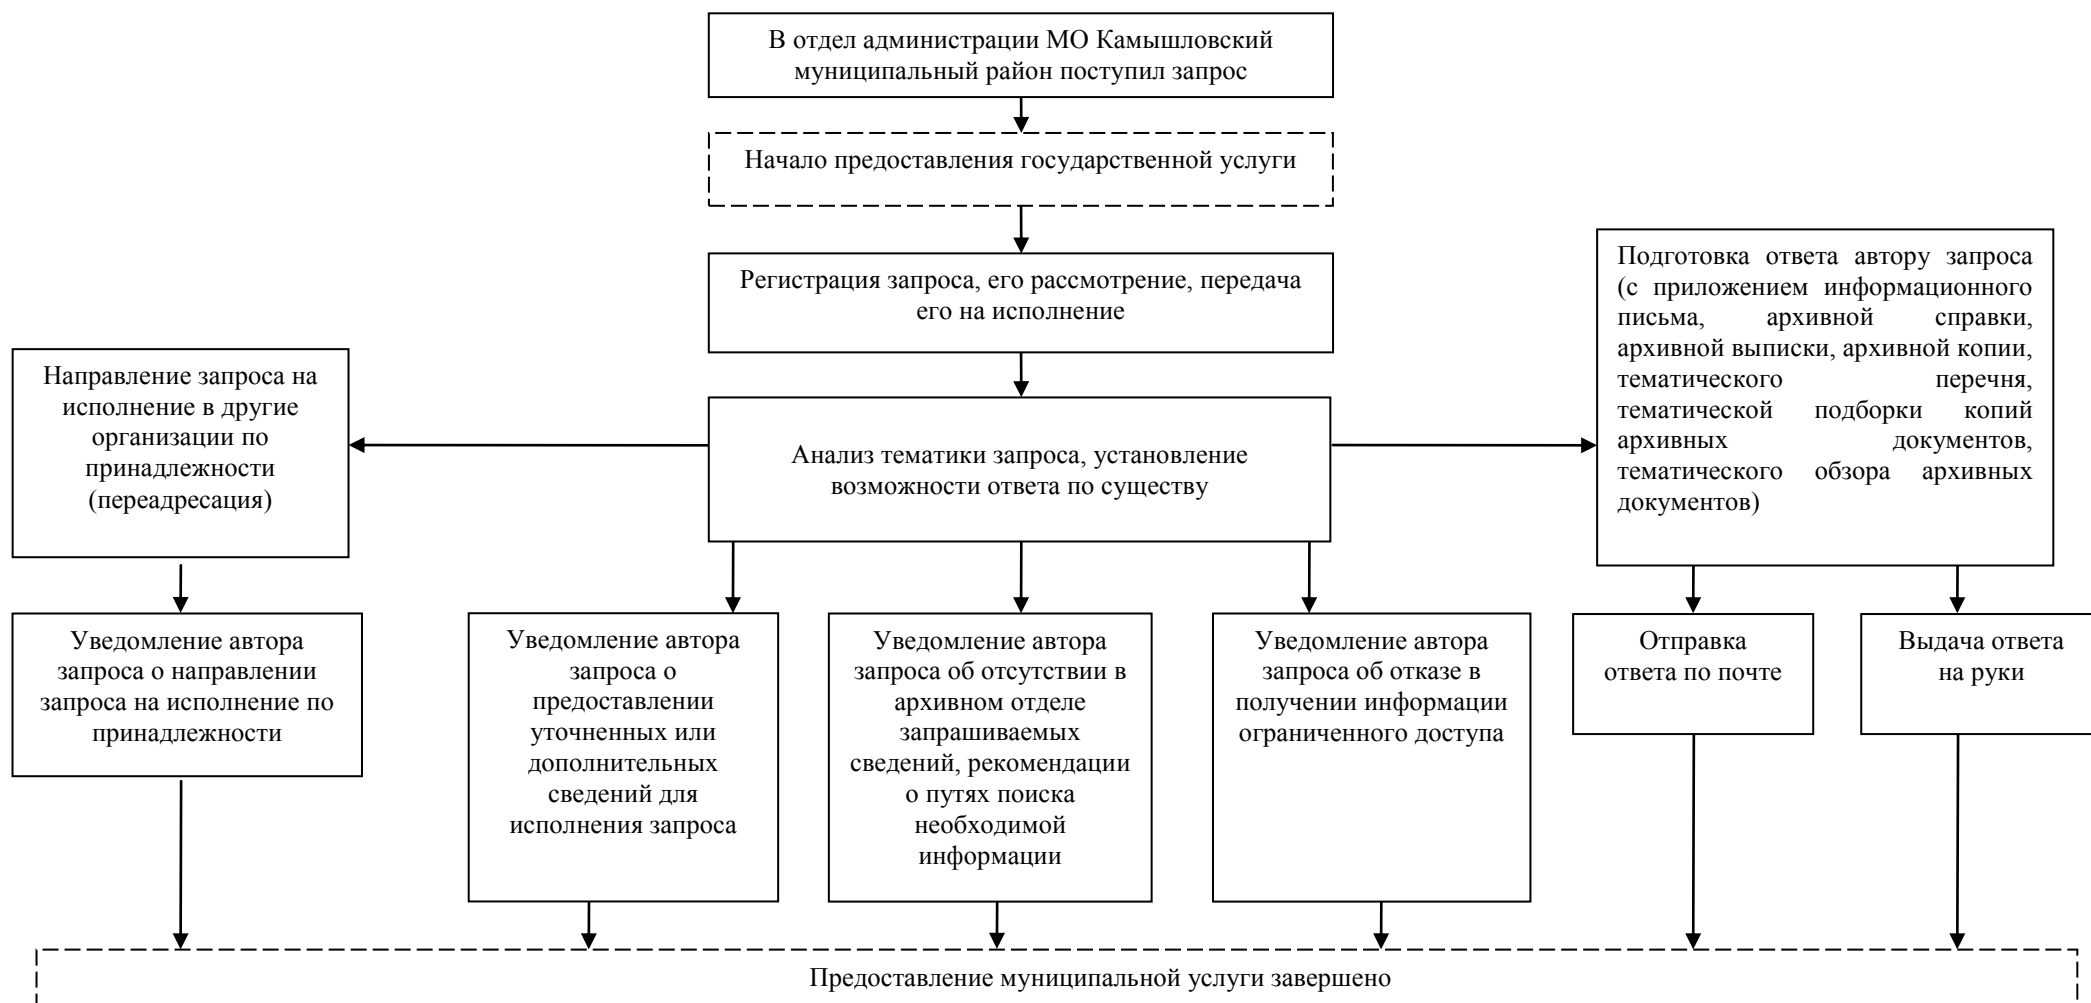 В отдел администрации МО Камышловский
муниципальный район поступил запрос
Начало предоставления государственной услуги
Регистрация запроса, его рассмотрение, передача
его на исполнение
Подготовка ответа автору запроса
(с приложением информационного
письма, архивной справки,
архивной выписки, архивной копии,
тематического перечня,
тематической подборки копий
архивных документов,
тематического обзора архивных
документов)
Направление запроса на
исполнение в другие
организации по
принадлежности
(переадресация)
Анализ тематики запроса, установление
возможности ответа по существу
Уведомление автора
запроса о направлении
запроса на исполнение по
принадлежности
Уведомление автора
запроса о
предоставлении
уточненных или
дополнительных
сведений для
исполнения запроса
Уведомление автора
запроса об отсутствии в
архивном отделе
запрашиваемых
сведений, рекомендации
о путях поиска
необходимой
информации
Уведомление автора
запроса об отказе в
получении информации
ограниченного доступа
Отправка
ответа по почте
Выдача ответа
на руки
Предоставление муниципальной услуги завершено